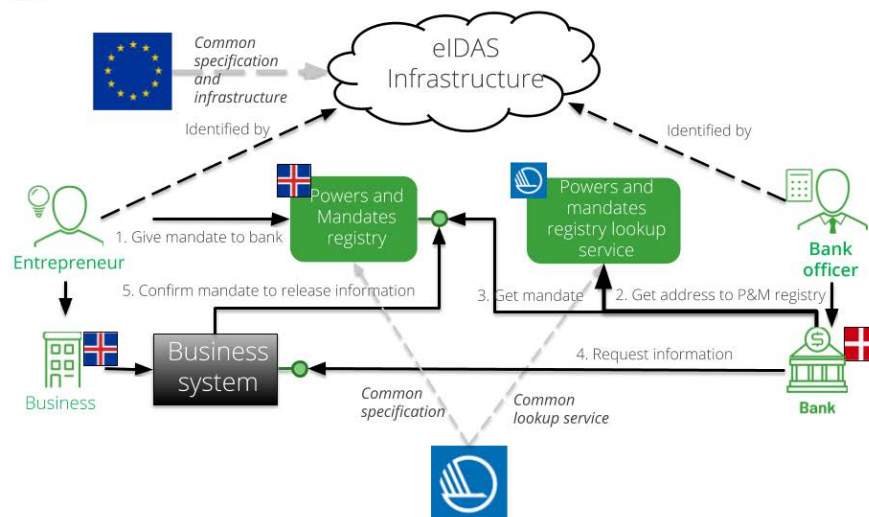 Common
specification
and
infrastructure
eIDAS
Infrastructure
Identified by
Identified by
Powers and
Mandates
registry
Powers and
mandates
registry lookup
service
1. Give mandate to bank
Entrepreneur
Bank
officer
5. Confirm mandate to release information
3. Get mandate
2. Get address to P&M registry
Business
system
4. Request information
Business
Bank
Common
specification
Common
lookup service